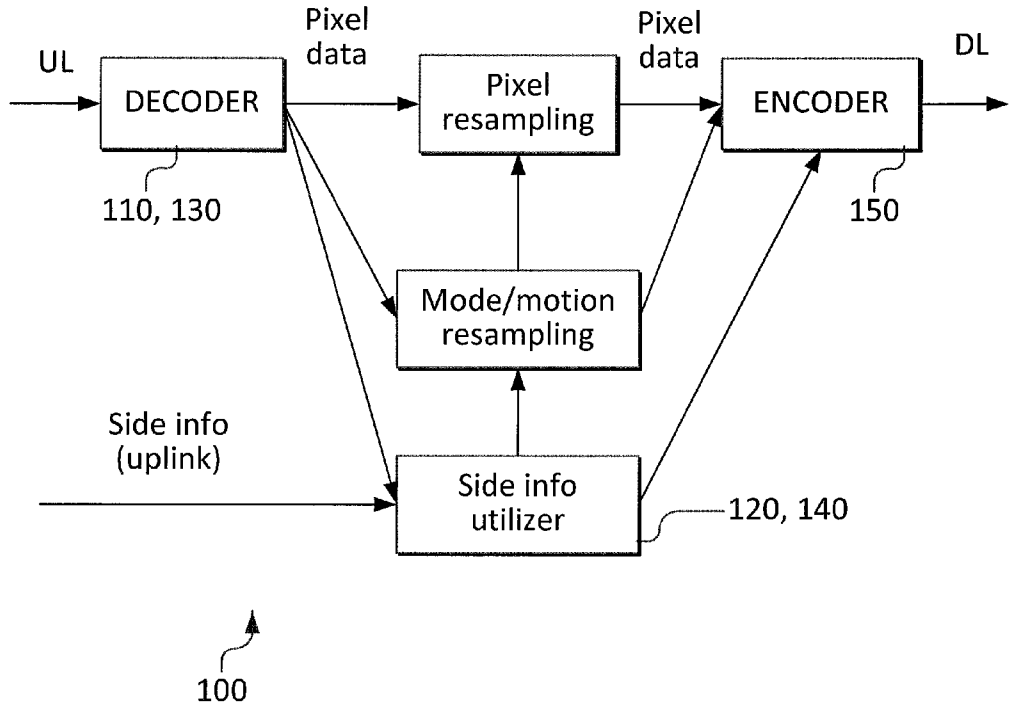 UL
DECODER
110, 130
Pixel
data
Pixel
resampling
Pixel
data
ENCODER
150
DL
Mode/motion
resampling
Side info
(uplink)
Side info
utilizer
120, 140
100